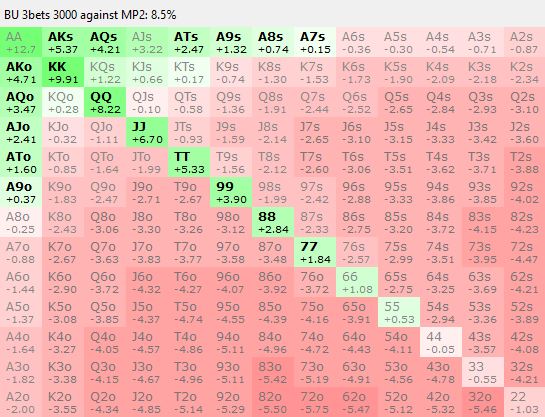 BU 3bets 3000 against MP2: 8.5%
AA AKs AQs AJs ATs A9s A8s A7s A6s A5s A4s A3s A2s
+12.7 +5.37 +4.21 +3.22 +2.47 +1.32 +0.74 +0.15 -0.36 -0.30 -0.54 -0.71 -0.87
AKo KK KQs KJs KTs K9s K8s K7s K6s K5s K4s K3s K2s
+4.71 +9.91 +1.22 +0.66 +0.17 -0.74 -1.30 -1.53 -1.73 -1.90 -2.09 -2.18 -2.34
AQo KQo QQ QJs QTs Q9s Q8s Q7s Q6s Q5s Q4s Q3s Q2s
+3.47 +0.28 +8.22 -0.10 -0.58 -1.36 -1.91 -2.44 -2.52 -2.65 -2.84 -2.93 -3.10
AJo KJo QJo JJ JTs J9s J8s J7s J6s J5s J4s J3s J2s
+2.41 -0.32 -1.11 +6.70 -0.93 -1.59 -2.14 -2.65 -3.10 -3.15 -3.33 -3.42 -3.60
ATo KTo QTo JTo TT T9s T8s T7s T6s T5s T4s T3s T2s
+1.60 -0.85 -1.64 -1.99 +5.33 -1.56 -2.12 -2.60 -3.06 -3.51 -3.62 -3.71 -3.88
A9o K9o Q9o J9o T9o 99 98s 97s 96s 95s 94s 93s 92s
+0.37 -1.83 -2.47 -2.71 -2.67 +3.90 -1.99 -2.42 -2.88 -3.33 -3.86 -3.85 -4.02
A8o K8o Q8o J8o T8o 98o 88 87s 86s 85s 84s 83s 82s
-0.25 -2.43 -3.06 -3.30 -3.26 -3.12 +2.84 -2.33 -2.75 -3.20 -3.72 -4.15 -4.23
A7o K7o Q7o J7o T7o 97o 87o 77 76s 75s 74s 73s 72s
-0.88 -2.67 -3.63 -3.83 -3.77 -3.58 -3.48 +1.84 -2.57 -2.99 -3.51 -3.95 -4.47
A6o K6o Q6o J6o T6o 96o 86o 76o 66 65s 64s 63s 62s
-1.44 -2.90 -3.72 -4.32 -4.27 -4.07 -3.92 -3.72 +1.08 -2.75 -3.25 -3.69 -4.21
A5o K5o Q5o J5o T5o 95o 85o 75o 65o 55 54s 53s 52s
-1.37 -3.08 -3.85 -4.37 -4.74 -4.55 -4.39 -4.16 -3.91 +0.53 -2.94 -3.36 -3.89
A4o K4o Q4o J4o T4o 94o 84o 74o 64o 54o 44 43s 42s
-1.64 -3.27 -4.05 -4.57 -4.86 -5.11 -4.96 -4.72 -4.43 -4.11 -0.05 -3.57 -4.08
A3o K3o Q3o J3o T3o 93o 83o 73o 63o 53o 43o 33 32s
-1.82 -3.38 -4.15 -4.67 -4.96 -5.11 -5.42 -5.19 -4.91 -4.56 -4.78 -0.55 -4.21
A2o K2o Q2o J2o T2o 92o 82o 72o 62o 52o 42o 32o 22
-2.00 -3.55 -4.34 -4.85 -5.14 -5.29 -5.50 -5.75 -5.47 -5.12 -5.32 -5.46 -1.03